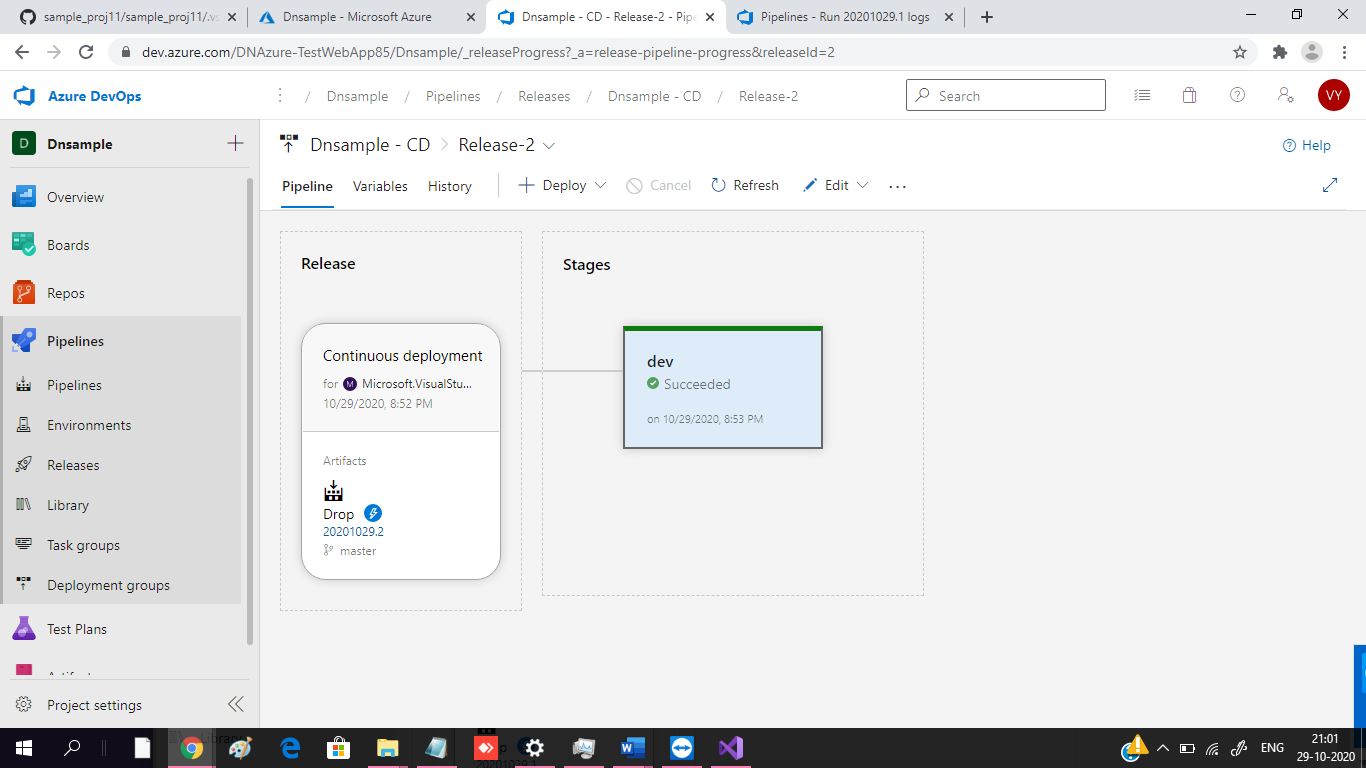 sample_proj11/sample_proj11/.vs
Dnsample - Microsoft Azure
Dnsample - CD - Release-2 - Pipe
Pipelines - Run 20201029.1 logs
dev.azure.com/DNAzure-TestWebApp85/Dnsample/_releaseProgress?_a=release-pipeline-progress&releaseId=2
Azure DevOps
/ Dnsample / Pipelines / Releases / Dnsample - CD / Release-2
Search
VY
D Dnsample
Dnsample - CD Release-2
Help
Pipeline Variables History Deploy Cancel Refresh Edit
Overview
Boards
Repos
Pipelines
Pipelines
Environments
Releases
Library
Task groups
Deployment groups
Test Plans
Artifacts
Project settings
Release
Continuous deployment
for M Microsoft.VisualStu...
10/29/2020, 8:52 PM
Artifacts
Drop
20201029.2
master
Stages
dev
Succeeded
on 10/29/2020, 8:53 PM
ENG
21:01
29-10-2020